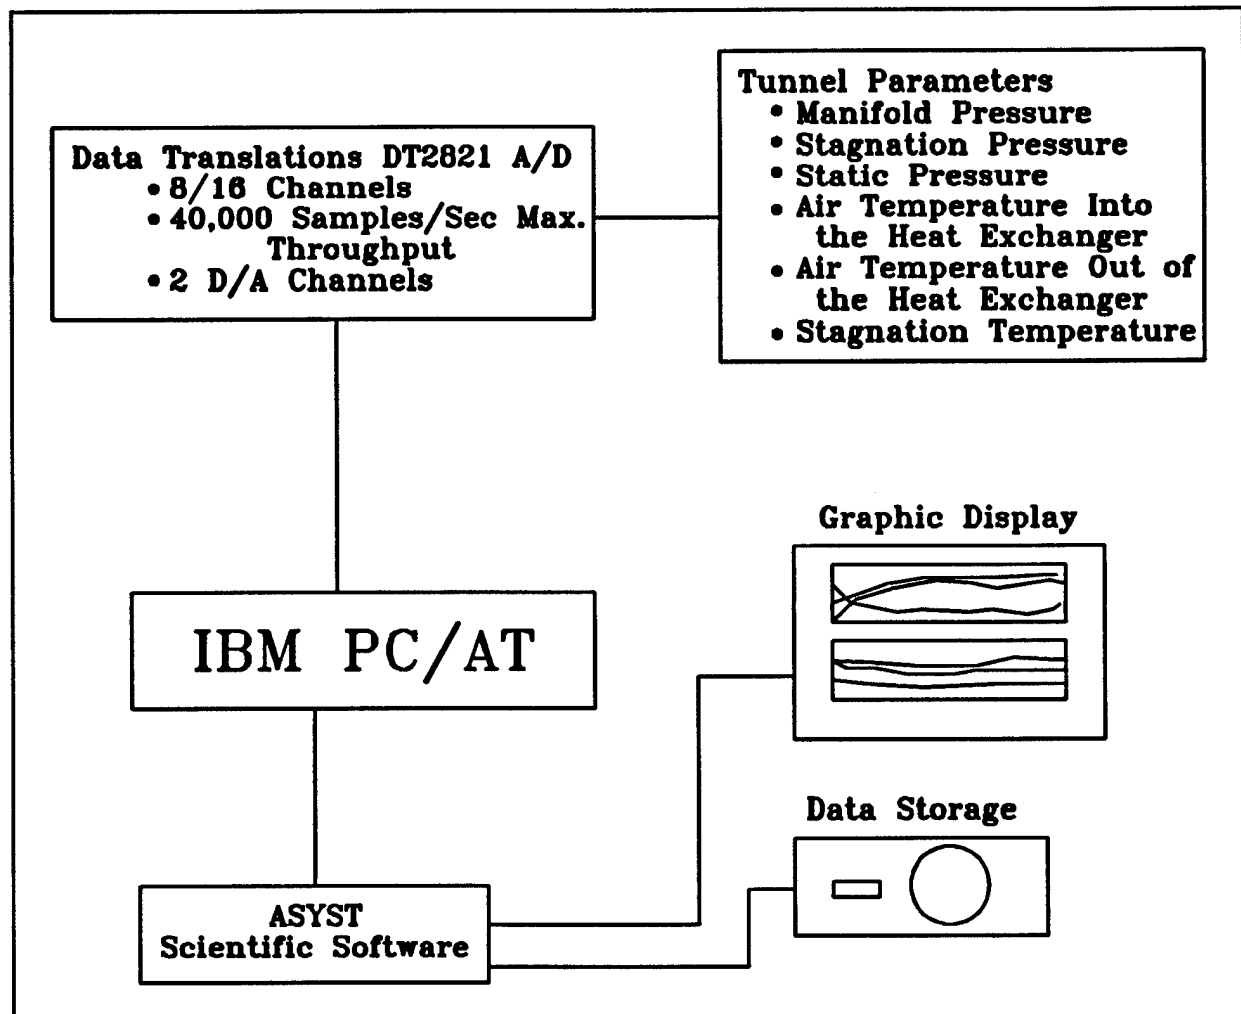 Tunnel Parameters
• Manifold Pressure
• Stagnation Pressure
• Static Pressure
• Air Temperature Into
the Heat Exchanger
• Air Temperature Out of
the Heat Exchanger
• Stagnation Temperature
Data Translations DT2821 A/D
• 8/16 Channels
• 40,000 Samples/Sec Max.
Throughput
• 2 D/A Channels
Graphic Display
IBM PC/AT
Data Storage
ASYST
Scientific Software